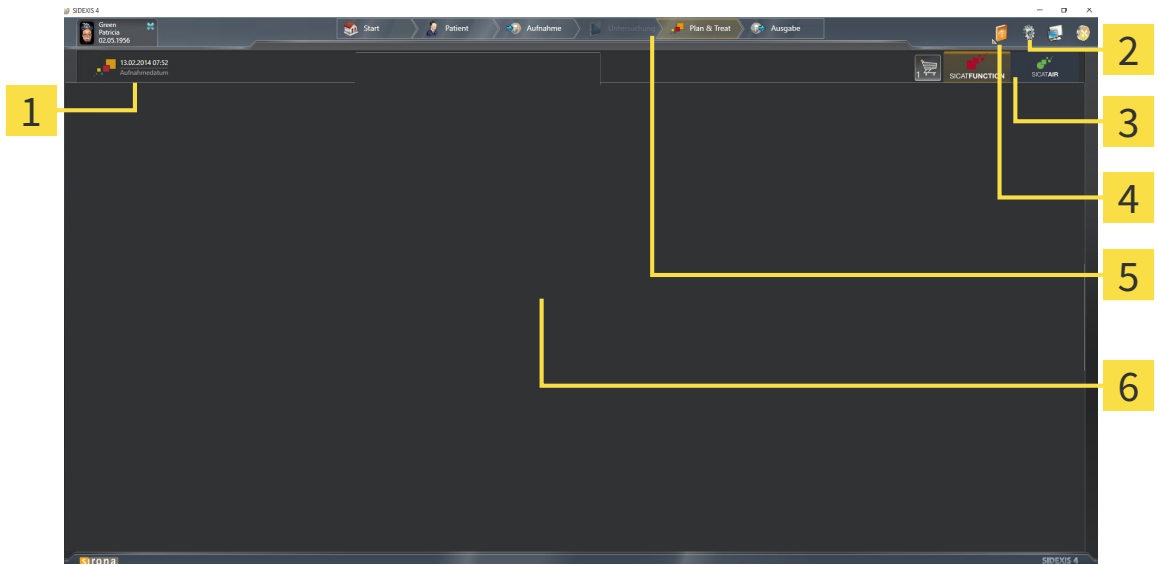 SIDEXIS 4
Green
Patricia
02.05.1956
Start
Patient
Aufnahme
Untersuchung
Plan & Treat
Ausgabe
13.02.2014 07:52
Aufnahmedatum
1
SICATFUNCTION
SICATAIR
1
2
3
4
5
6
sirona
SIDEXIS 4